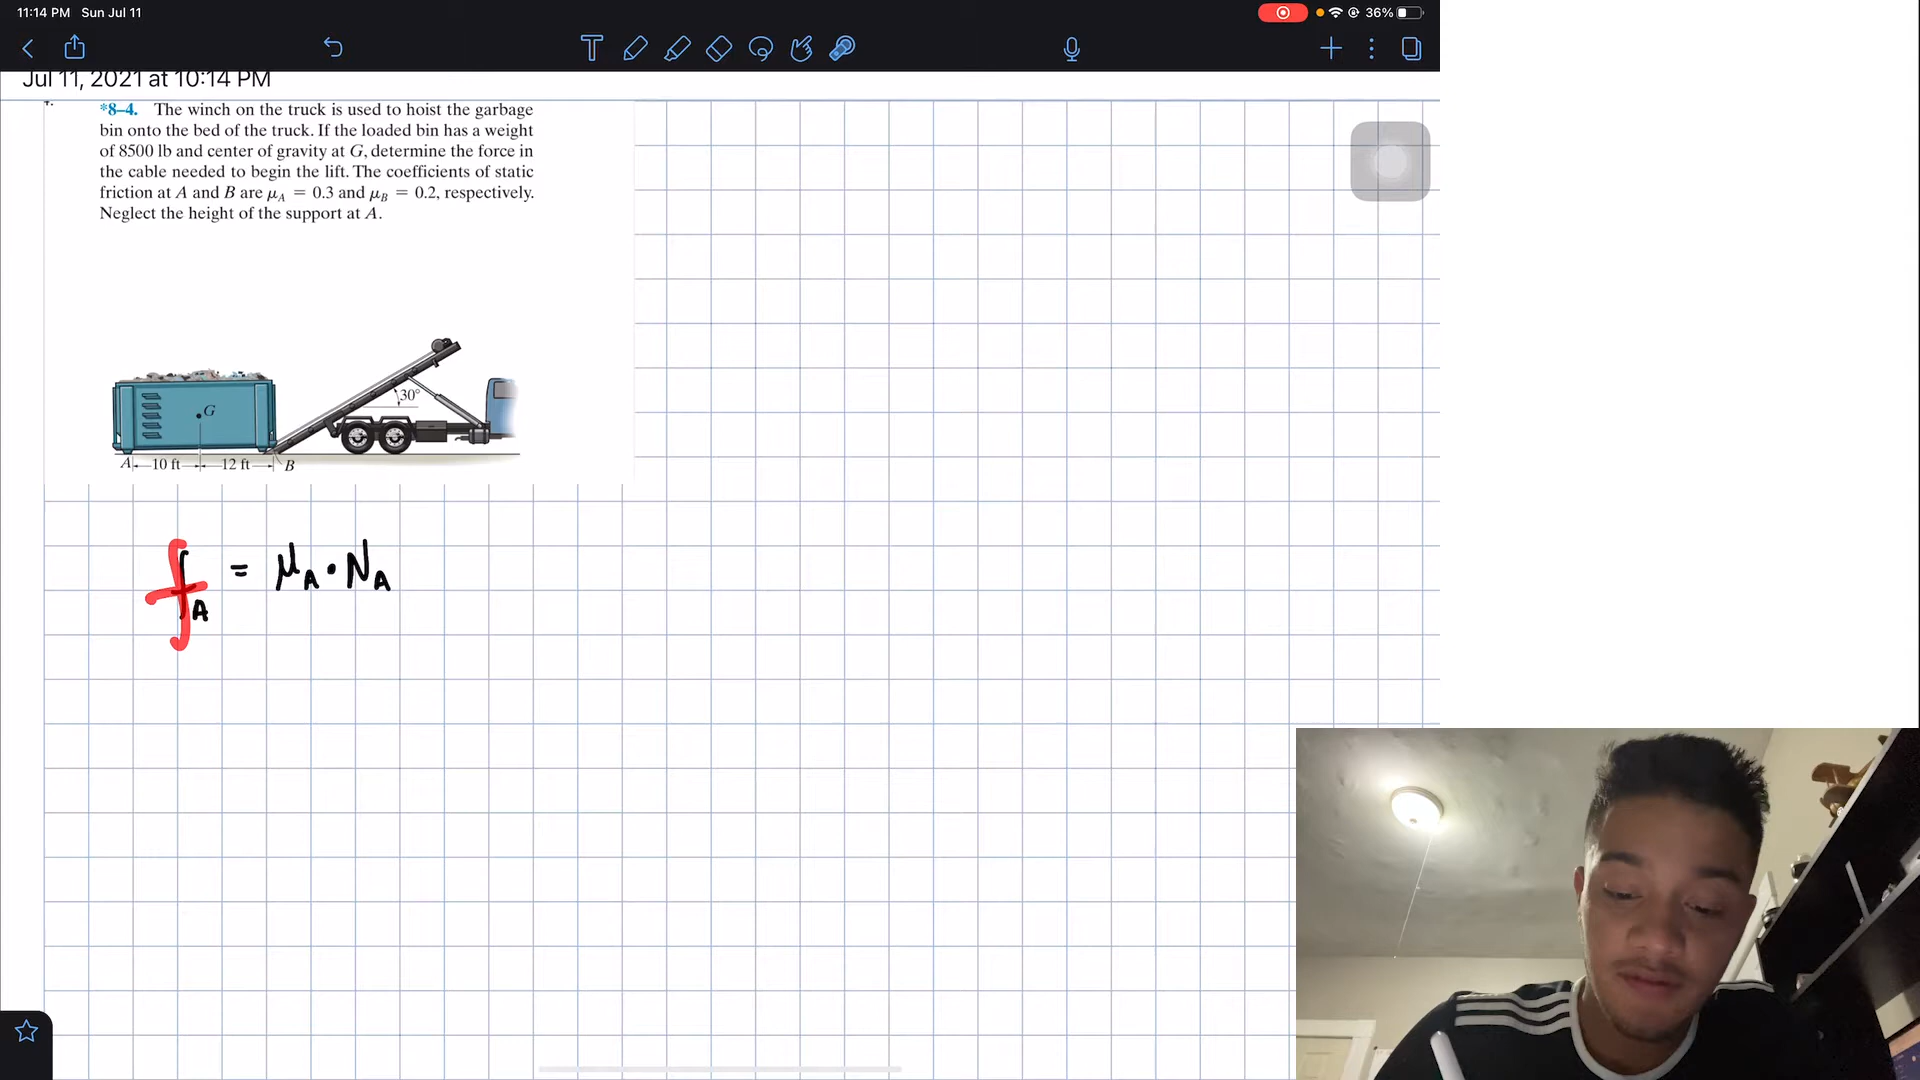 11:14 PM Sun Jul 11
36%
Jul 11, 2021 at 10:14 PM
*8–4. The winch on the truck is used to hoist the garbage
bin onto the bed of the truck. If the loaded bin has a weight
of 8500 lb and center of gravity at G, determine the force in
the cable needed to begin the lift. The coefficients of static
friction at A and B are μA = 0.3 and μB = 0.2, respectively.
Neglect the height of the support at A.
30°
G
A 10 ft 12 ft B
fA = μA · NA